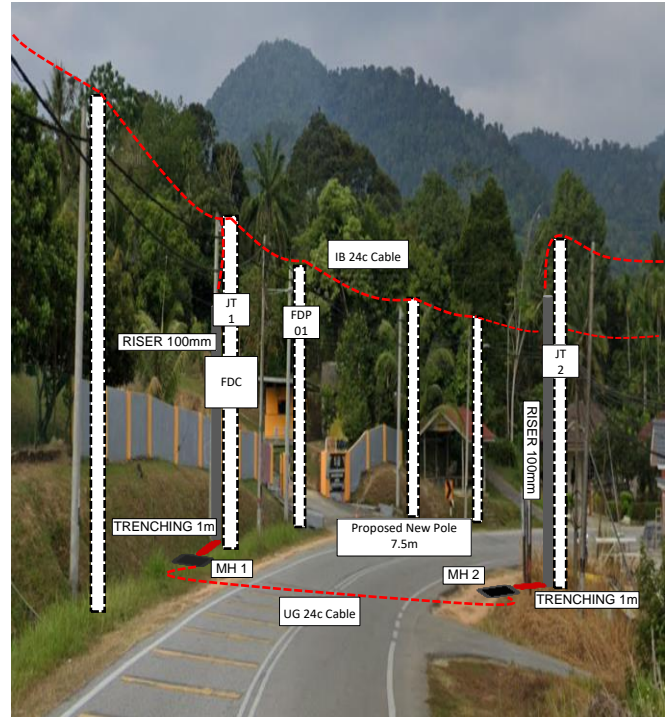 IB 24c Cable
JT
1
FDP
01
RISER 100mm
JT
2
FDC
RISER 100mm
TRENCHING 1m
Proposed New Pole
7.5m
MH 1
MH 2
TRENCHING 1m
UG 24c Cable